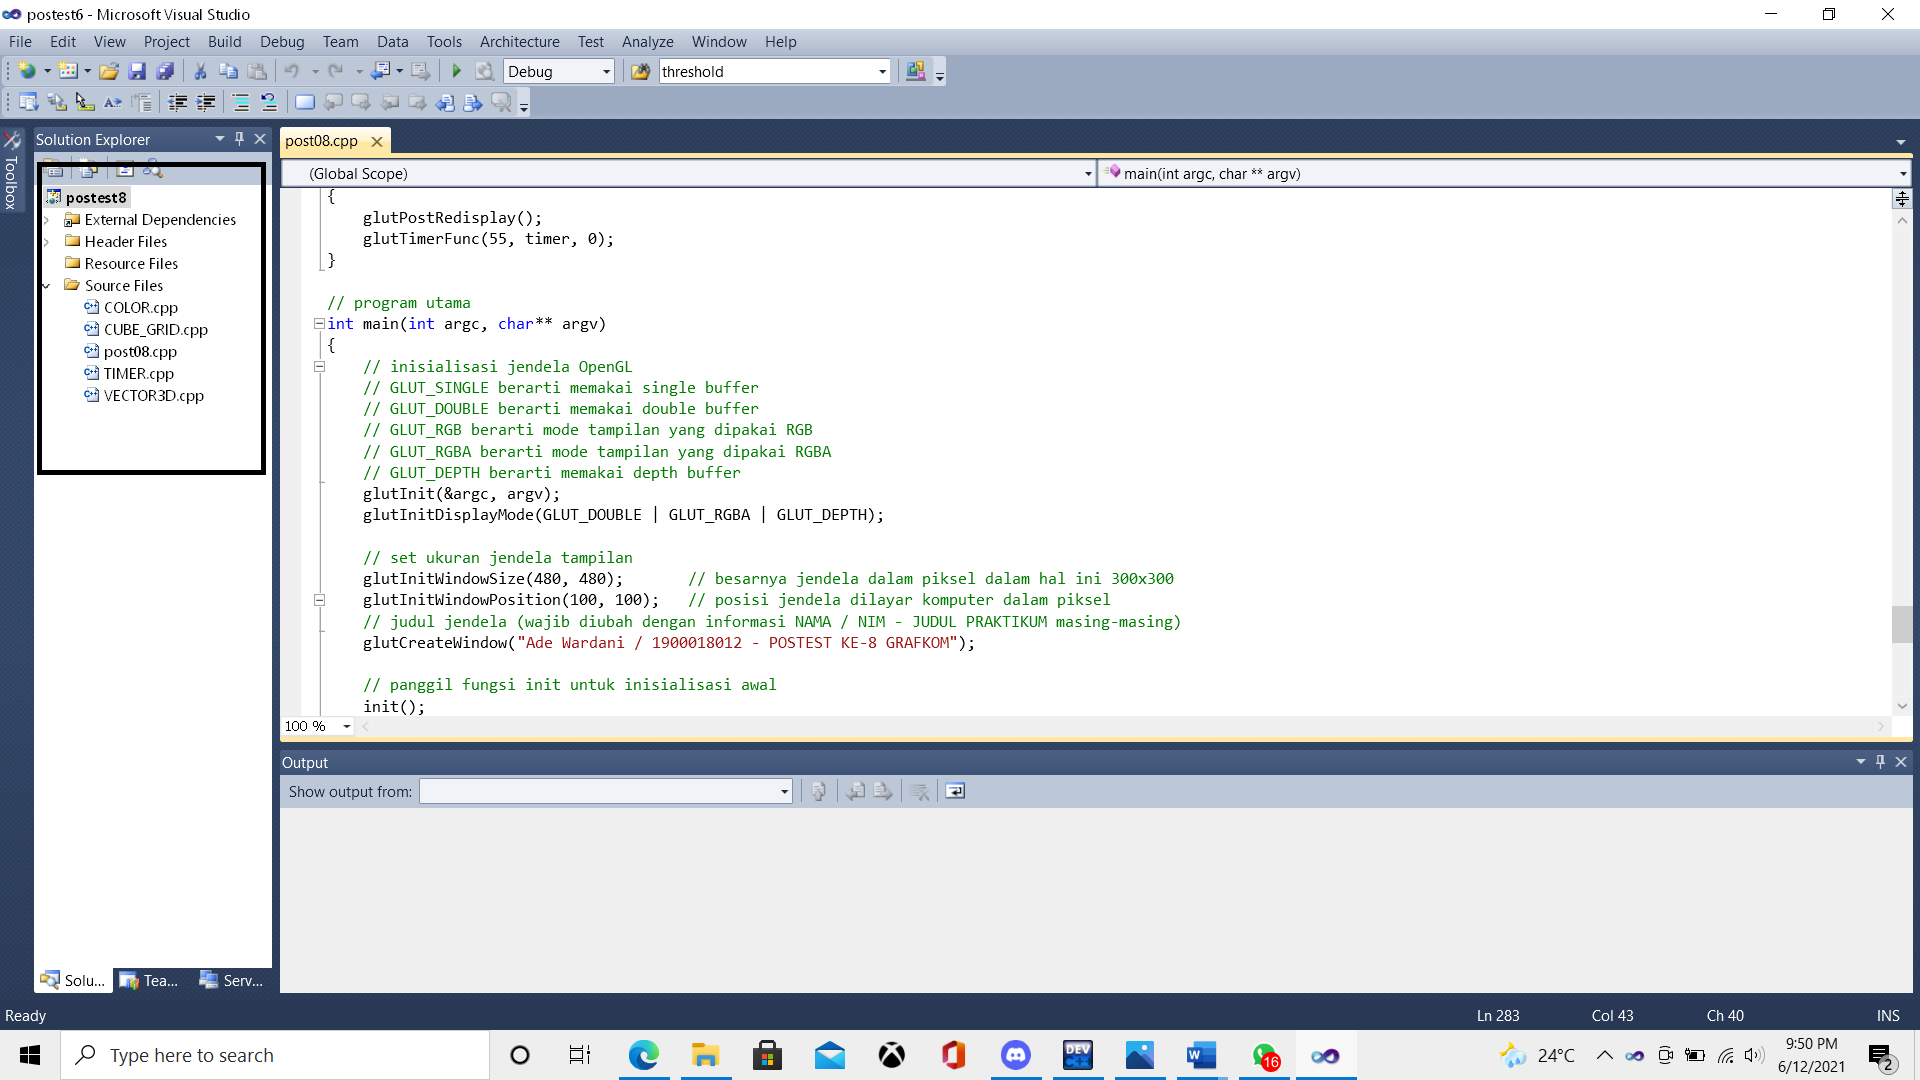 postest6 - Microsoft Visual Studio
File Edit View Project Build Debug Team Data Tools Architecture Test Analyze Window Help
Debug threshold
Toolbox
Solution Explorer
postest8
External Dependencies
Header Files
Resource Files
Source Files
COLOR.cpp
CUBE_GRID.cpp
post08.cpp
TIMER.cpp
VECTOR3D.cpp
Solu... Tea... Serv...
post08.cpp
(Global Scope) main(int argc, char ** argv)
{
glutPostRedisplay();
glutTimerFunc(55, timer, 0);
}
// program utama
int main(int argc, char** argv)
{
// inisialisasi jendela OpenGL
// GLUT_SINGLE berarti memakai single buffer
// GLUT_DOUBLE berarti memakai double buffer
// GLUT_RGB berarti mode tampilan yang dipakai RGB
// GLUT_RGBA berarti mode tampilan yang dipakai RGBA
// GLUT_DEPTH berarti memakai depth buffer
glutInit(&argc, argv);
glutInitDisplayMode(GLUT_DOUBLE | GLUT_RGBA | GLUT_DEPTH);
// set ukuran jendela tampilan
glutInitWindowSize(480, 480); // besarnya jendela dalam piksel dalam hal ini 300x300
glutInitWindowPosition(100, 100); // posisi jendela dilayar komputer dalam piksel
// judul jendela (wajib diubah dengan informasi NAMA / NIM - JUDUL PRAKTIKUM masing-masing)
glutCreateWindow("Ade Wardani / 1900018012 - POSTEST KE-8 GRAFKOM");
// panggil fungsi init untuk inisialisasi awal
init();
100 %
Output
Show output from:
Ready Ln 283 Col 43 Ch 40 INS
Type here to search
DEV C++
16
24°C
9:50 PM
6/12/2021
2